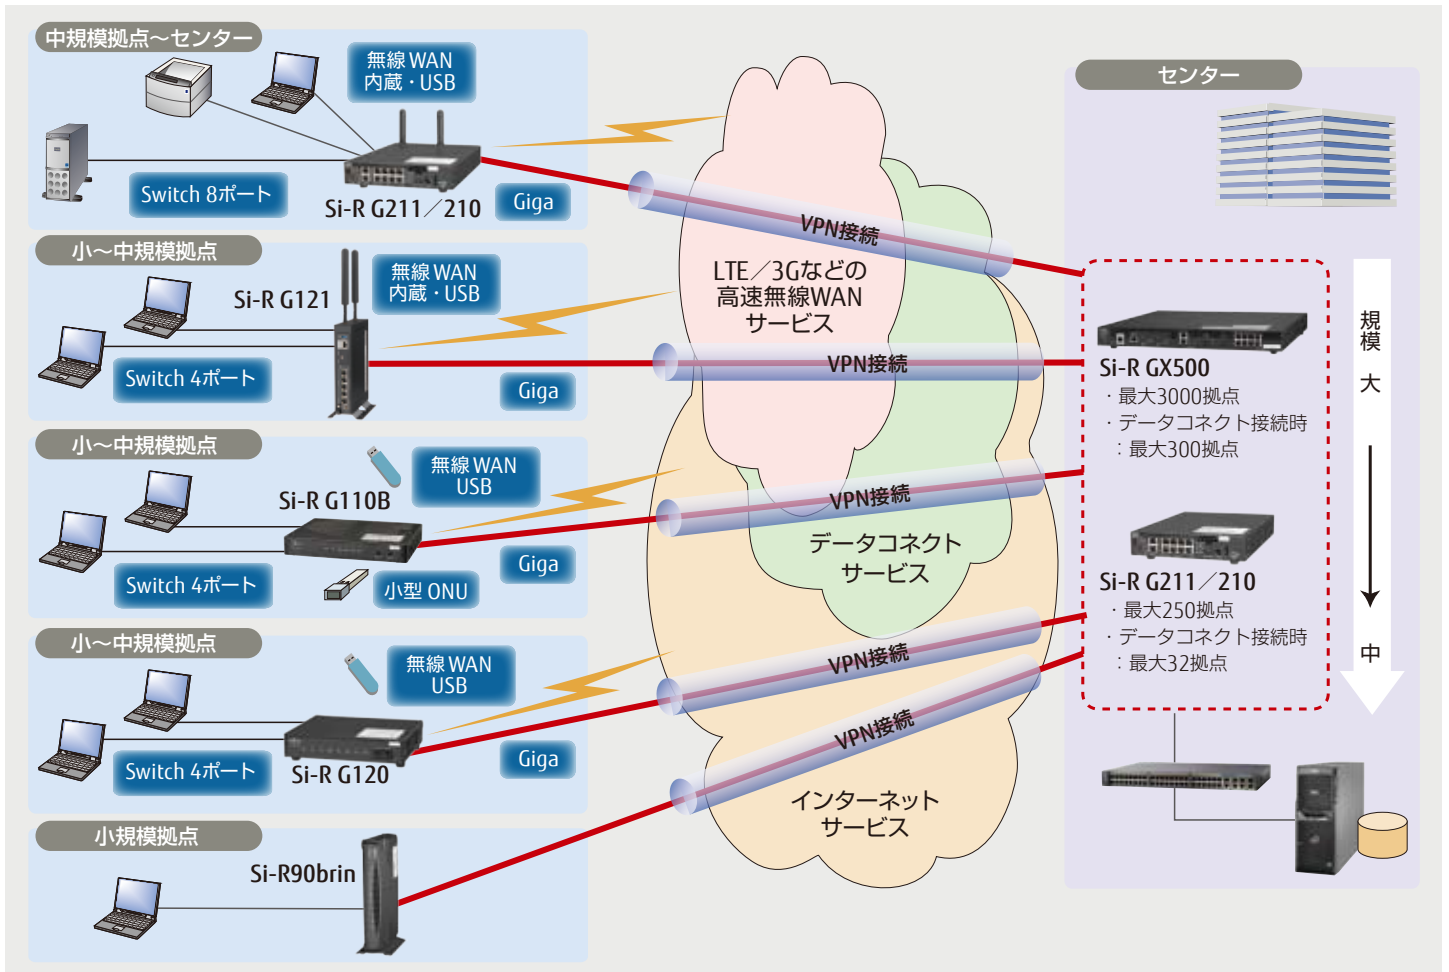 中規模拠点～センター
無線WAN
内蔵・USB
Switch 8ポート
Si-R G211／210
Giga
小～中規模拠点
Si-R G121
無線WAN
内蔵・USB
Switch 4ポート
Giga
小～中規模拠点
Si-R G110B
無線WAN
USB
Switch 4ポート
小型ONU
Giga
小～中規模拠点
無線WAN
USB
Switch 4ポート
Si-R G120
Giga
小規模拠点
Si-R90brin
VPN接続
LTE／3Gなどの
高速無線WAN
サービス
VPN接続
VPN接続
データコネクト
サービス
VPN接続
VPN接続
インターネット
サービス
センター
Si-R GX500
・最大3000拠点
・データコネクト接続時
：最大300拠点
Si-R G211／210
・最大250拠点
・データコネクト接続時
：最大32拠点
規模
大
中